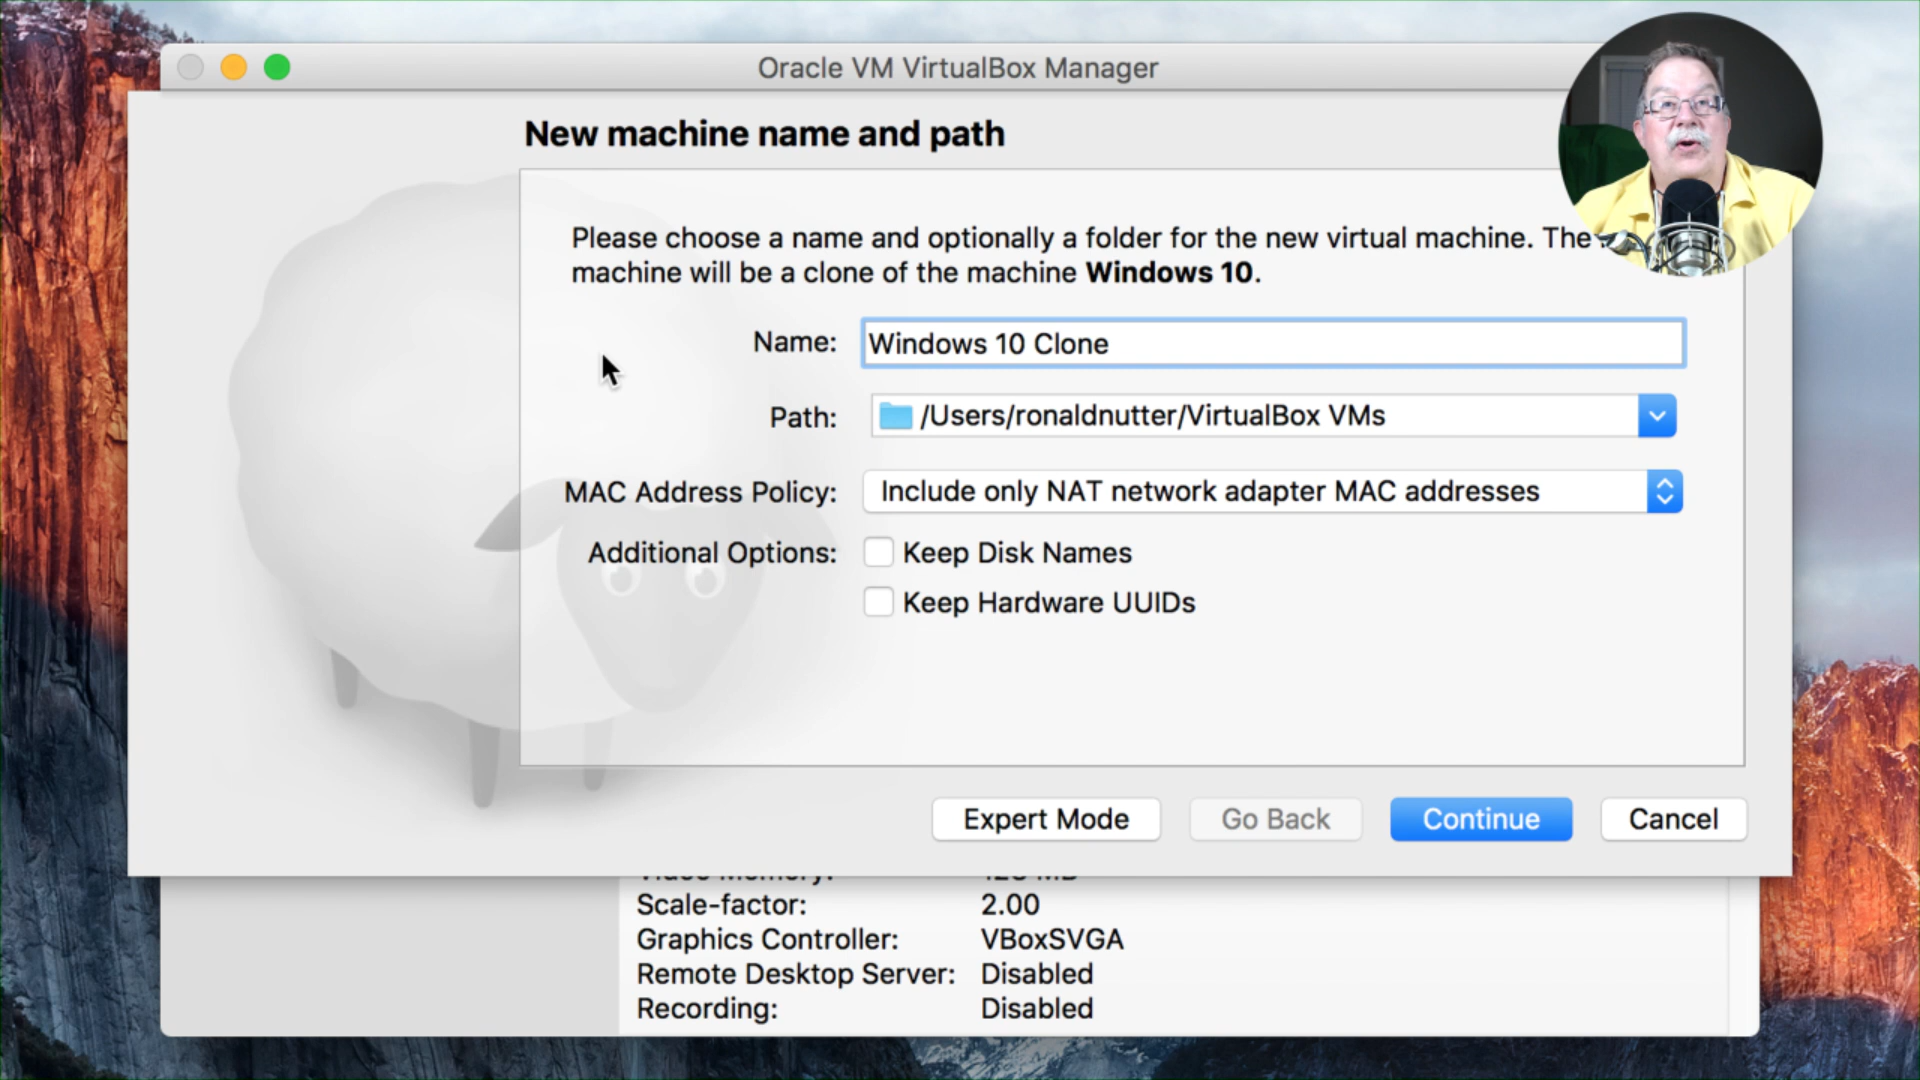 Oracle VM VirtualBox Manager
New machine name and path
Please choose a name and optionally a folder for the new virtual machine. The
machine will be a clone of the machine Windows 10.
Name: Windows 10 Clone
Path: /Users/ronaldnutter/VirtualBox VMs
MAC Address Policy: Include only NAT network adapter MAC addresses
Additional Options: Keep Disk Names
Keep Hardware UUIDs
Expert Mode Go Back Continue Cancel
Scale-factor: 2.00
Graphics Controller: VBoxSVGA
Remote Desktop Server: Disabled
Recording: Disabled